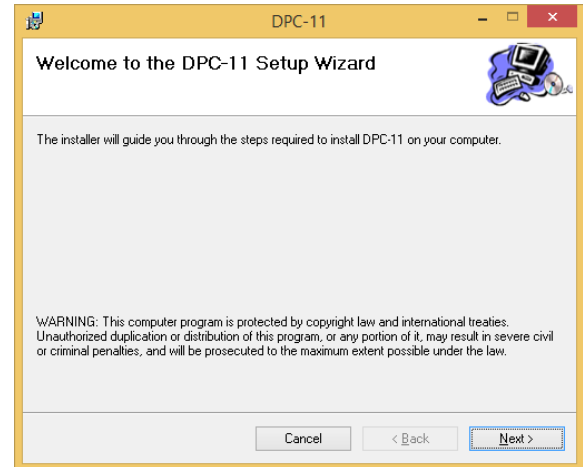 DPC-11
Welcome to the DPC-11 Setup Wizard
The installer will guide you through the steps required to install DPC-11 on your computer.
WARNING: This computer program is protected by copyright law and international treaties.
Unauthorized duplication or distribution of this program, or any portion of it, may result in severe civil
or criminal penalties, and will be prosecuted to the maximum extent possible under the law.
Cancel
< Back
Next >